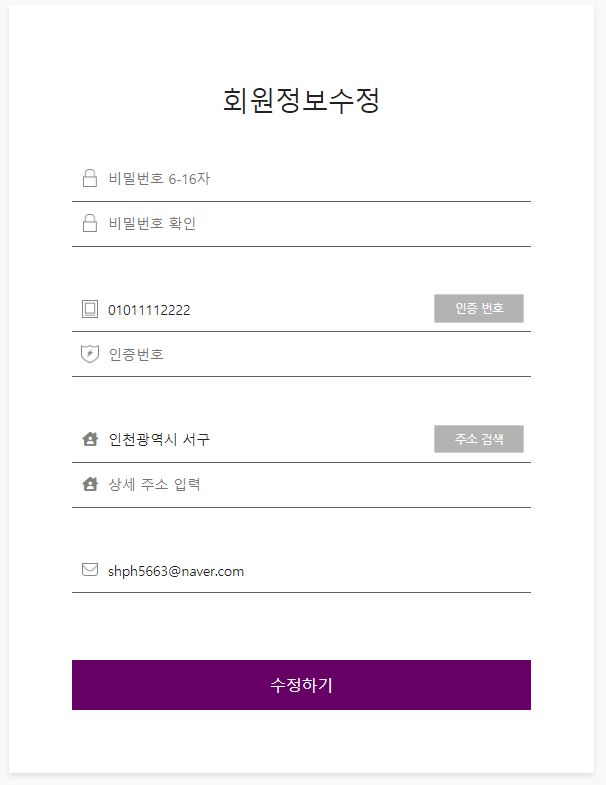 회원정보수정
비밀번호 6-16자
비밀번호 확인
01011112222 인증 번호
인증번호
인천광역시 서구 주소 검색
상세 주소 입력
shph5663@naver.com
수정하기